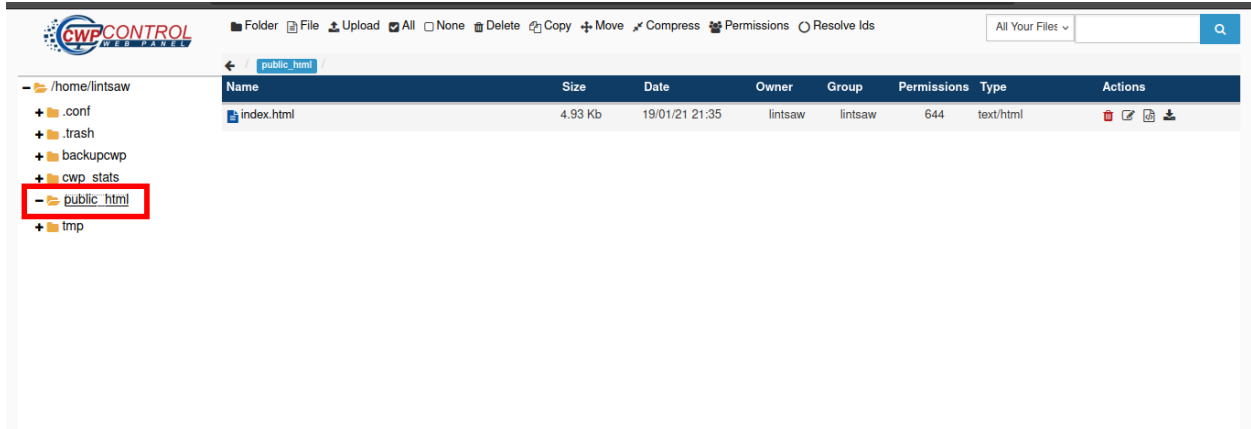 CWP CONTROL
WEB PANEL
Folder File Upload All None Delete Copy Move Compress Permissions Resolve Ids
All Your Files
/ public_html /
/home/lintsaw
.conf
.trash
backupcwp
cwp_stats
public_html
tmp
Name Size Date Owner Group Permissions Type Actions
index.html 4.93 Kb 19/01/21 21:35 lintsaw lintsaw 644 text/html